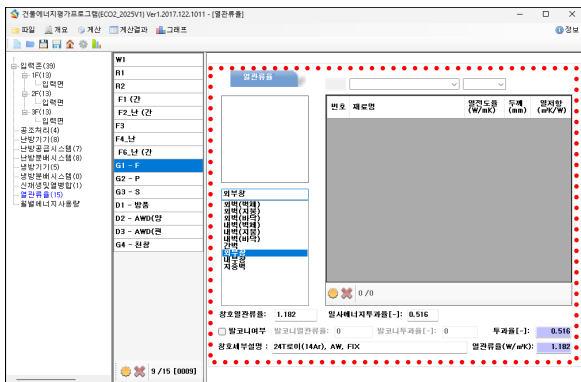 건물에너지평가프로그램(ECO2_2025V1) Ver1.2017.122.1011 - [열관류율]
파일 개요 계산 계산결과 그래프 정보
입력존(39)
1F(13)
입력면
2F(13)
입력면
3F(13)
입력면
공조처리(4)
난방기기(8)
난방공급시스템(7)
난방분배시스템(8)
냉방기기(5)
냉방분배시스템(0)
신재생및열병합(1)
열관류율(15)
월별에너지사용량
W1
R1
R2
F1 (간
F2_난 (간
F3
F4_난
F6_난 (간
G1 - F
G2 - P
G3 - S
D1 - 방풍
D2 - AWD(양
D3 - AWD(편
G4 - 천창
9 /15 [0009]
열관류율
외부창
외벽(벽체)
외벽(지붕)
외벽(바닥)
내벽(벽체)
내벽(지붕)
내벽(바닥)
간벽
외부창
내부창
지중벽
번호 재료명 열전도율 (W/mK) 두께 (mm) 열저항 (㎡K/W)
0 /0
창호열관류율: 1.182 일사에너지투과율[-]: 0.516
발코니여부 발코니열관류율: 0 발코니투과율[-]: 0 투과율[-]: 0.516
창호세부설명 : 24T로이(14Ar), AW, FIX 열관류율(W/㎡K): 1.182